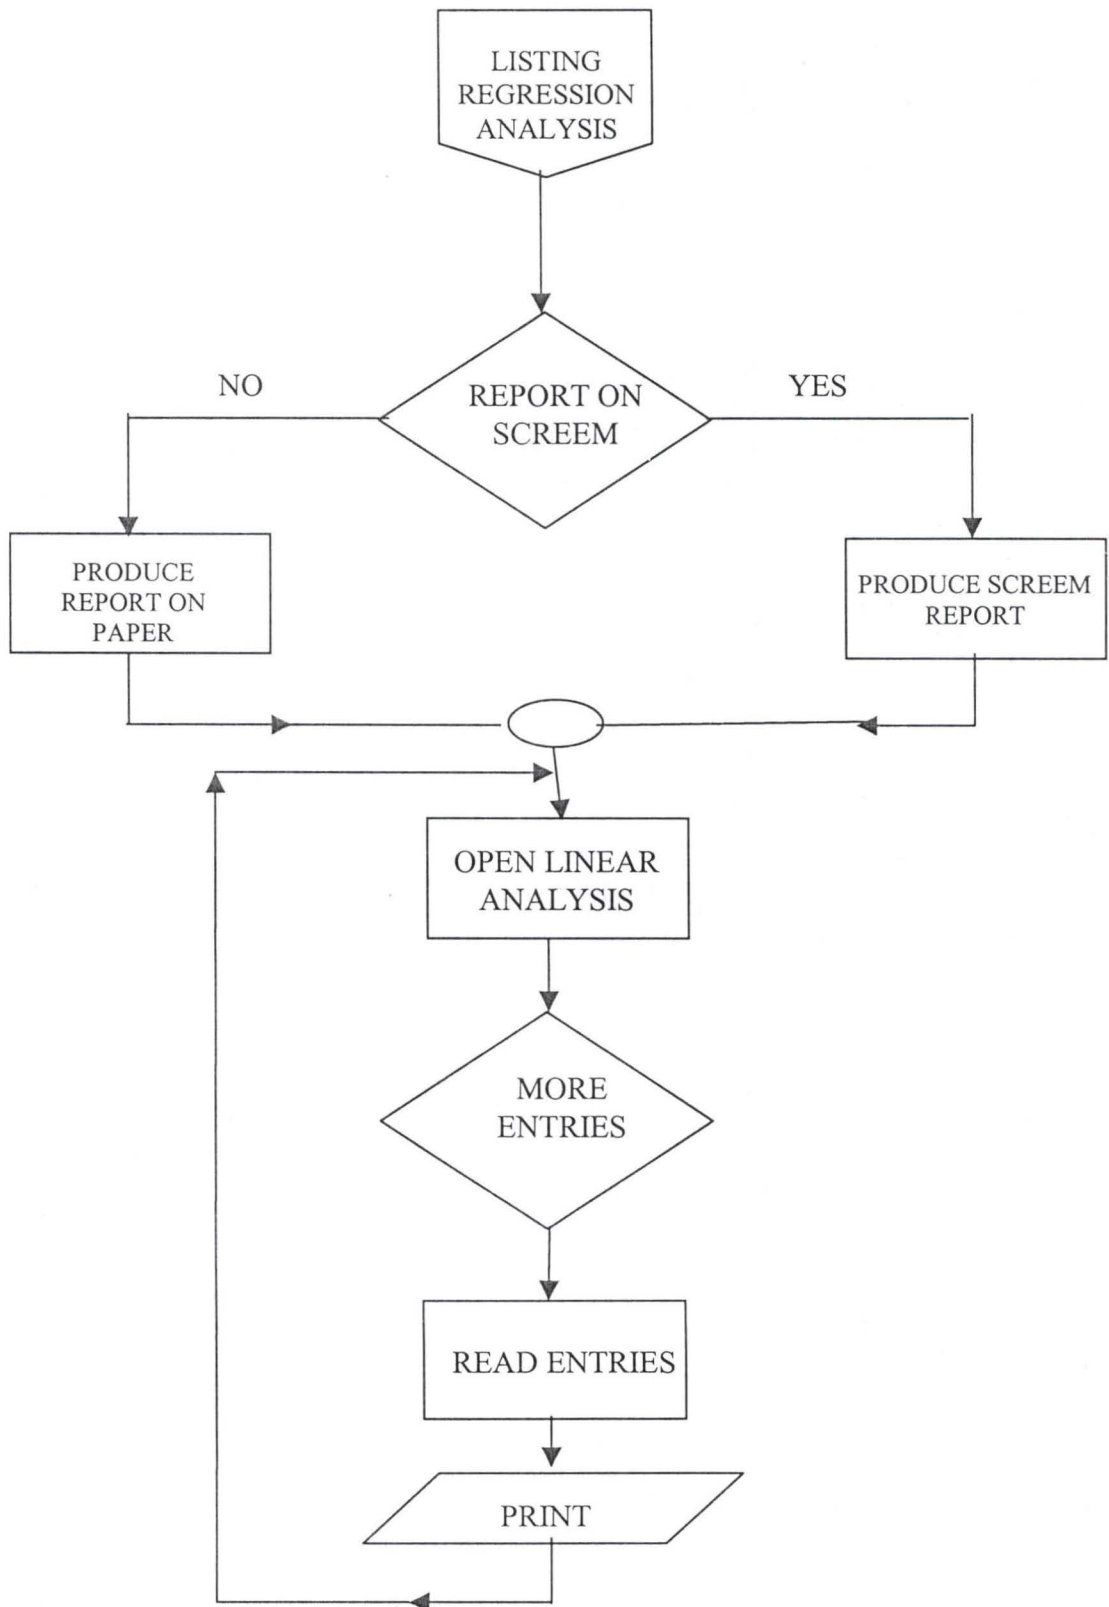 LISTING
REGRESSION
ANALYSIS
NO
YES
REPORT ON
SCREEM
PRODUCE
REPORT ON
PAPER
PRODUCE SCREEM
REPORT
OPEN LINEAR
ANALYSIS
MORE
ENTRIES
READ ENTRIES
PRINT